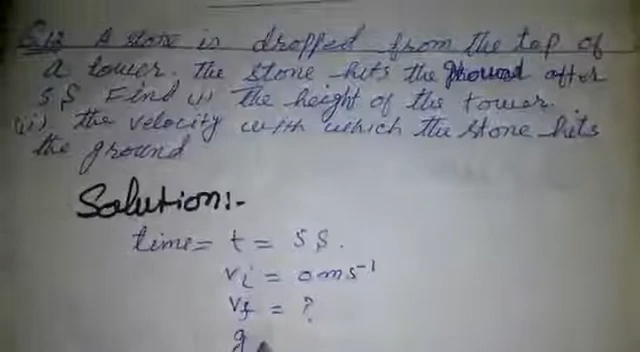 Q.12 A stone is dropped from the top of
a tower. The stone hits the ground after
5 S Find (i) the height of the tower.
(ii) the velocity with which the stone hits
the ground
Solution:-
time = t = 5 S.
Vi = 0 ms⁻¹
Vf = ?
g